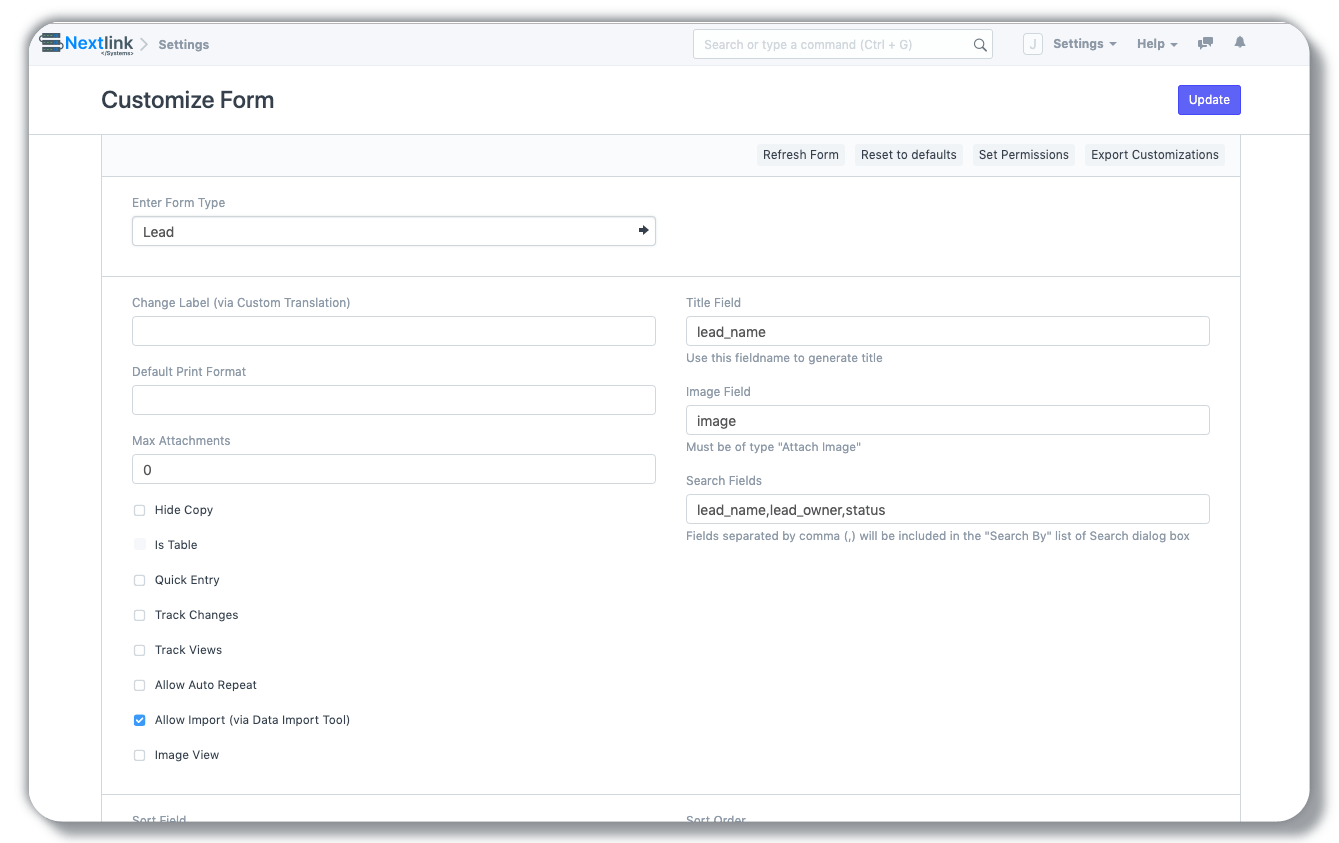 Nextlink
</Systems>
Settings
Search or type a command (Ctrl + G)
J
Settings
Help
Customize Form
Update
Refresh Form
Reset to defaults
Set Permissions
Export Customizations
Enter Form Type
Lead
Change Label (via Custom Translation)
Default Print Format
Max Attachments
0
Hide Copy
Is Table
Quick Entry
Track Changes
Track Views
Allow Auto Repeat
Allow Import (via Data Import Tool)
Image View
Title Field
lead_name
Use this fieldname to generate title
Image Field
image
Must be of type "Attach Image"
Search Fields
lead_name,lead_owner,status
Fields separated by comma (,) will be included in the "Search By" list of Search dialog box
Sort Field
Sort Order